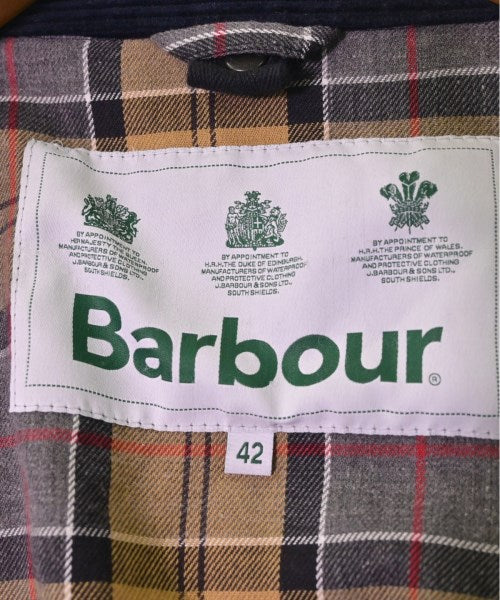 BY APPOINTMENT TO
HER MAJESTY THE QUEEN
MANUFACTURERS OF WATERPROOF
AND PROTECTIVE CLOTHING
J.BARBOUR & SONS LTD.,
SOUTH SHIELDS.
BY APPOINTMENT TO
H.R.H. THE DUKE OF EDINBURGH
MANUFACTURERS OF WATERPROOF
AND PROTECTIVE CLOTHING
J.BARBOUR & SONS LTD.,
SOUTH SHIELDS.
BY APPOINTMENT TO
H.R.H. THE PRINCE OF WALES.
MANUFACTURERS OF WATERPROOF
AND PROTECTIVE CLOTHING
J.BARBOUR & SONS LTD.,
SOUTH SHIELDS.
Barbour®
42